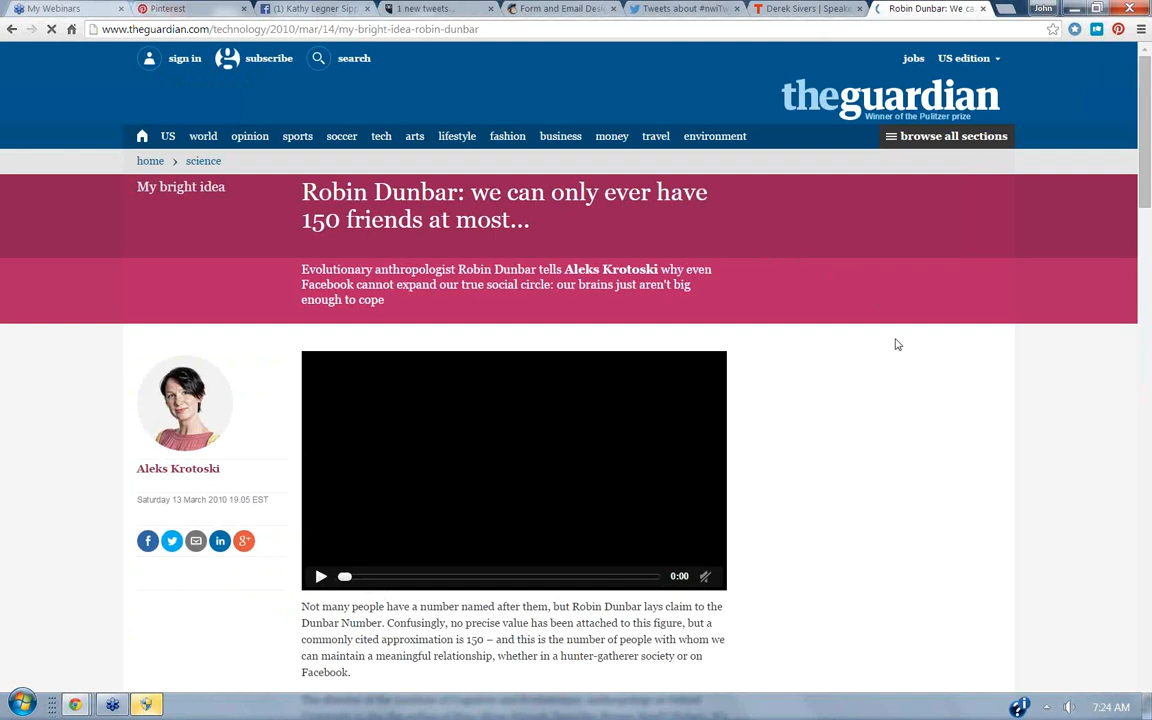 My Webinars
Pinterest
(1) Kathy Legner Sipp
1 new tweets...
Form and Email Desi
Tweets about #nwiTw
Derek Sivers | Speake
Robin Dunbar: We ca
John
www.theguardian.com/technology/2010/mar/14/my-bright-idea-robin-dunbar
sign in
subscribe
search
jobs
US edition
theguardian
Winner of the Pulitzer prize
US world opinion sports soccer tech arts lifestyle fashion business money travel environment
browse all sections
home › science
My bright idea
Robin Dunbar: we can only ever have
150 friends at most...
Evolutionary anthropologist Robin Dunbar tells Aleks Krotoski why even
Facebook cannot expand our true social circle: our brains just aren't big
enough to cope
Aleks Krotoski
Saturday 13 March 2010 19.05 EST
0:00
Not many people have a number named after them, but Robin Dunbar lays claim to the
Dunbar Number. Confusingly, no precise value has been attached to this figure, but a
commonly cited approximation is 150 – and this is the number of people with whom we
can maintain a meaningful relationship, whether in a hunter-gatherer society or on
Facebook.
7:24 AM